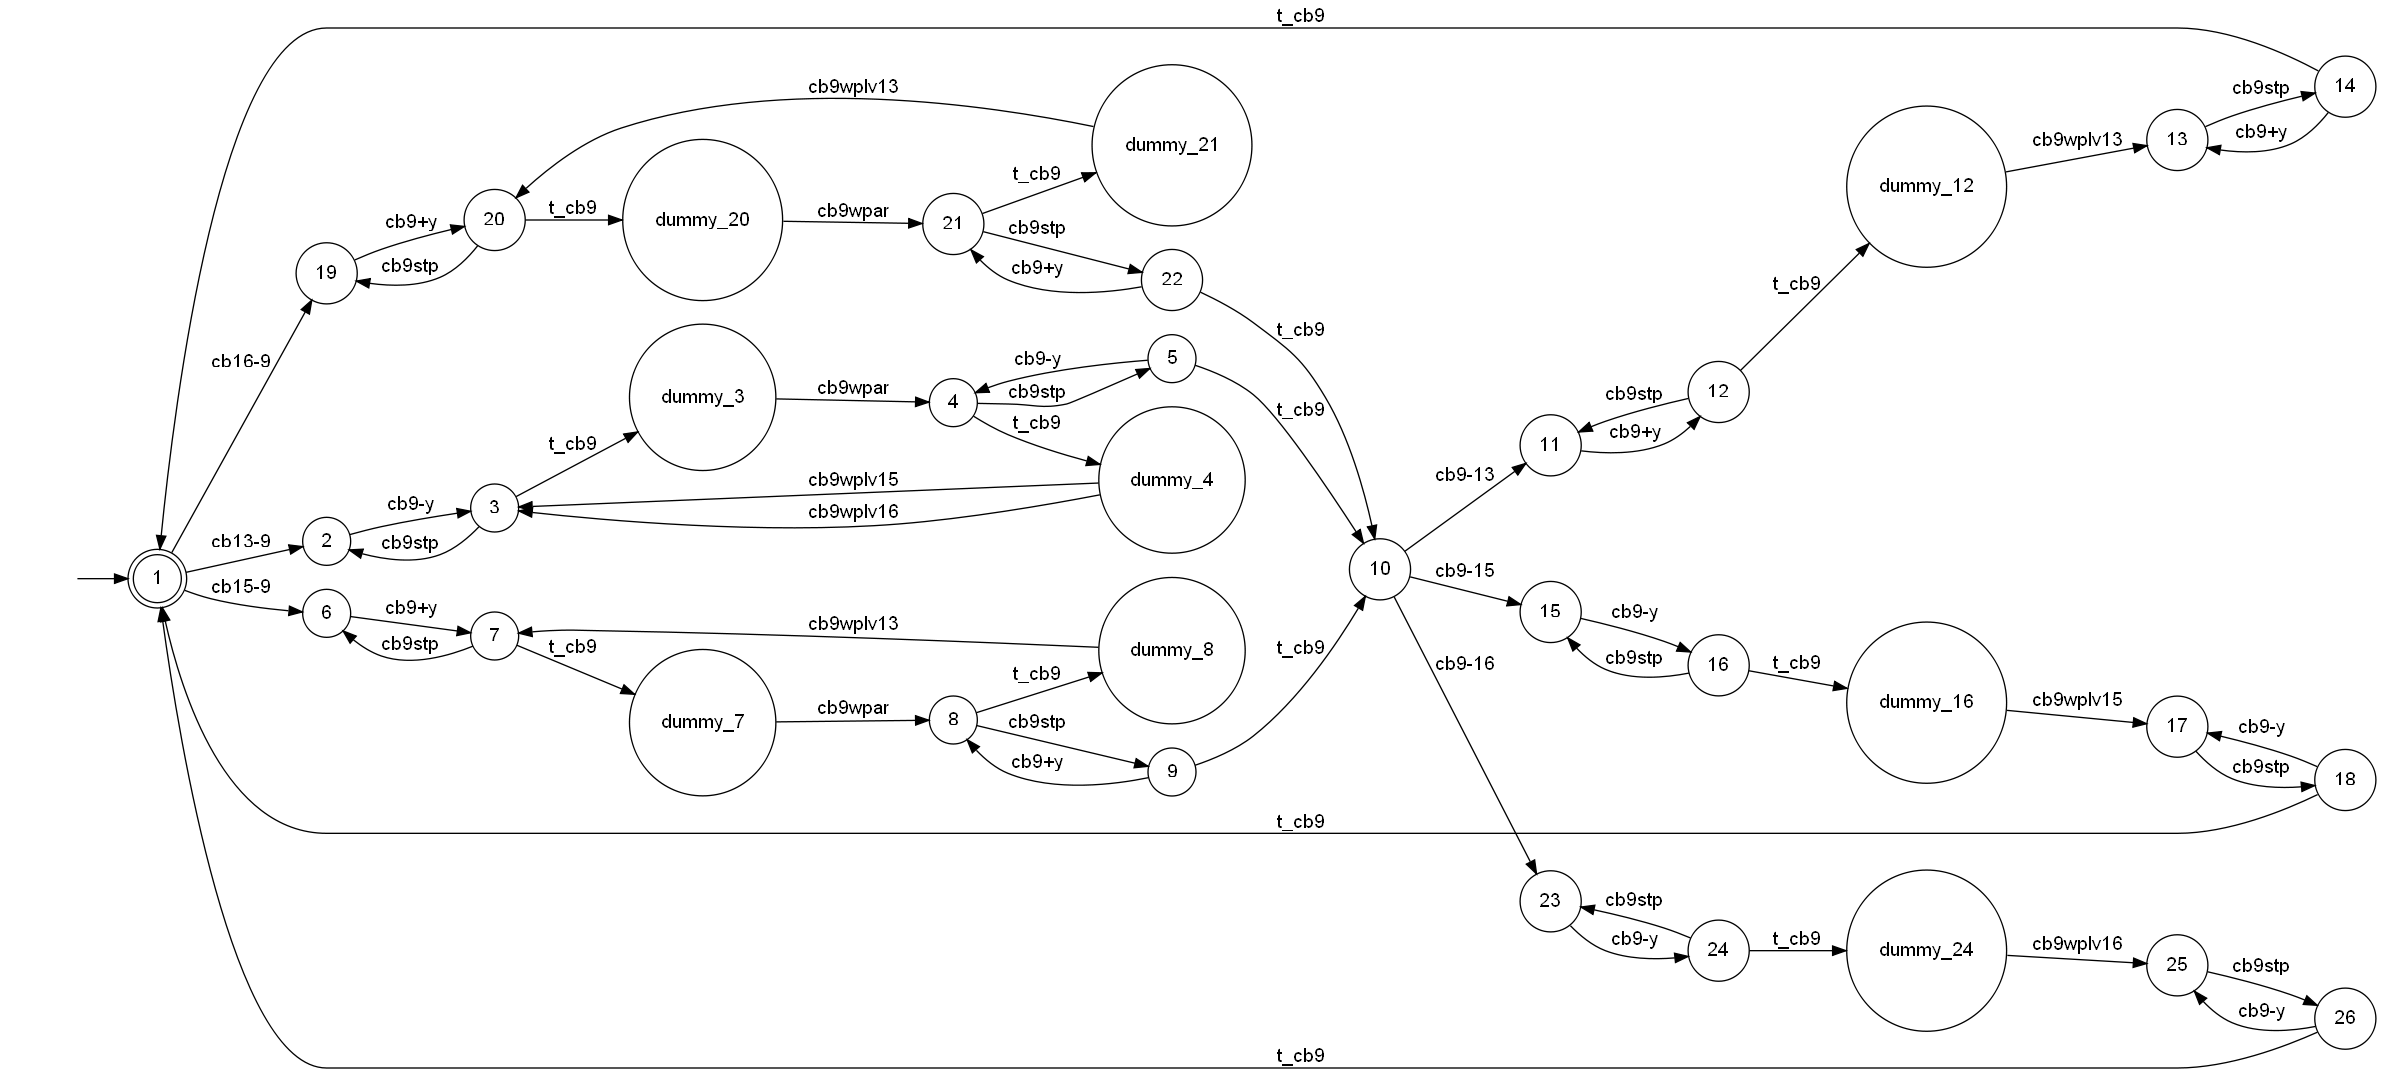 t_cb9
14
cb9wplv13
dummy_21
cb9stp
cb9+y
13
cb9wplv13
dummy_12
t_cb9
cb9+y
20
t_cb9
dummy_20
cb9wpar
21
t_cb9
cb9stp
cb9+y
22
19
cb9stp
t_cb9
cb16-9
dummy_3
cb9wpar
4
cb9-y
5
cb9stp
t_cb9
t_cb9
12
cb9stp
cb9+y
11
cb9-13
t_cb9
cb9-y
3
cb9wplv15
cb9wplv16
dummy_4
2
cb9stp
cb13-9
1
cb15-9
10
cb9-15
cb9-16
6
cb9+y
7
cb9stp
t_cb9
cb9wplv13
dummy_8
t_cb9
t_cb9
15
cb9-y
cb9stp
16
t_cb9
dummy_16
cb9wplv15
17
cb9-y
cb9stp
18
dummy_7
cb9wpar
8
cb9stp
cb9+y
9
t_cb9
23
cb9stp
cb9-y
24
t_cb9
dummy_24
cb9wplv16
25
cb9stp
cb9-y
26
t_cb9